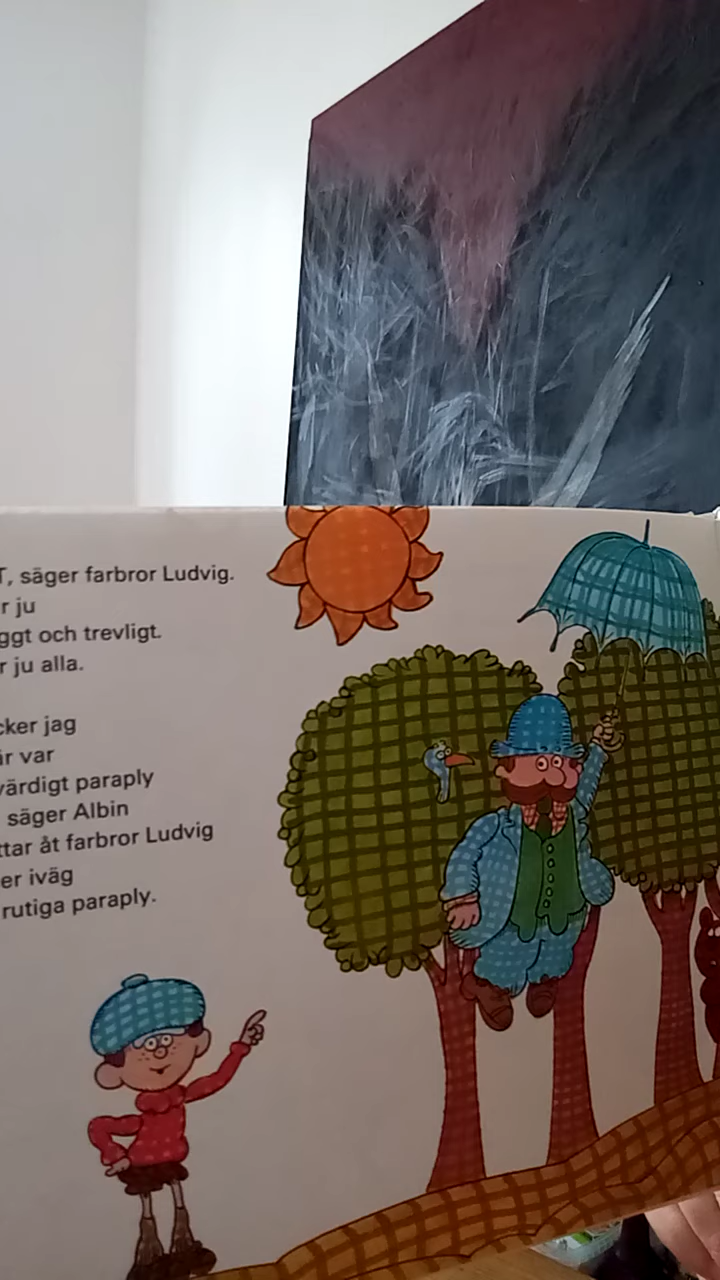 , säger farbror Ludvig.
r ju
ggt och trevligt.
r ju alla.
cker jag
ir var
värdigt paraply
säger Albin
ttar åt farbror Ludvig
er iväg
rutiga paraply.